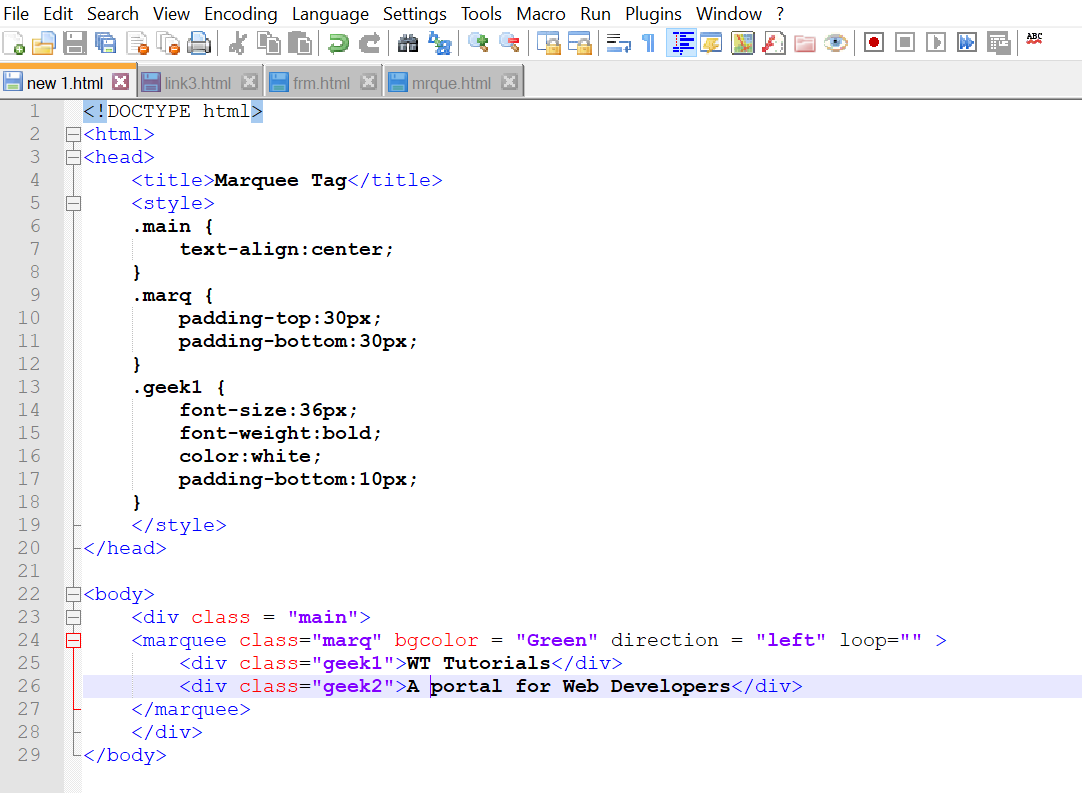 File Edit Search View Encoding Language Settings Tools Macro Run Plugins Window ?
ABC
new 1.html link3.html frm.html mrque.html
1 <!DOCTYPE html>
2 <html>
3 <head>
4 <title>Marquee Tag</title>
5 <style>
6 .main {
7 text-align:center;
8 }
9 .marq {
10 padding-top:30px;
11 padding-bottom:30px;
12 }
13 .geek1 {
14 font-size:36px;
15 font-weight:bold;
16 color:white;
17 padding-bottom:10px;
18 }
19 </style>
20 </head>
21
22 <body>
23 <div class = "main">
24 <marquee class="marq" bgcolor = "Green" direction = "left" loop="" >
25 <div class="geek1">WT Tutorials</div>
26 <div class="geek2">A portal for Web Developers</div>
27 </marquee>
28 </div>
29 </body>